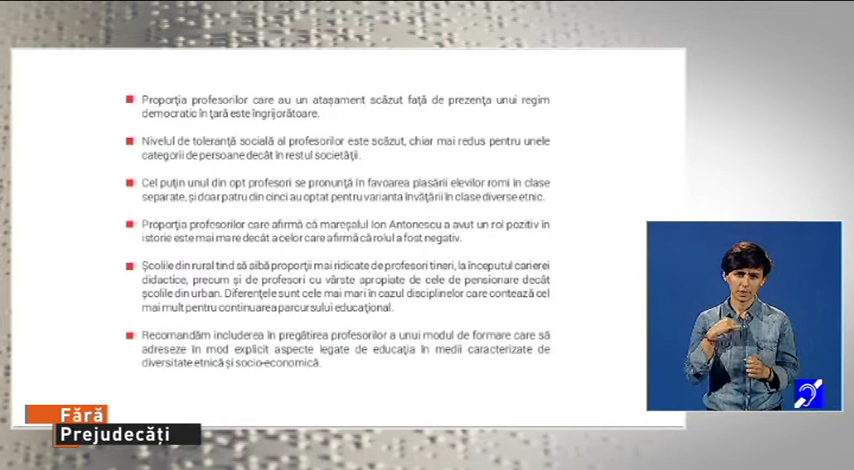 Proporția profesorilor care au un atașament scăzut față de prezența unui regim
democratic în țară este îngrijorătoare.
Nivelul de toleranță socială al profesorilor este scăzut, chiar mai redus pentru unele
categorii de persoane decât în restul societății.
Cel puțin unul din opt profesori se pronunță în favoarea plasării elevilor romi în clase
separate, și doar patru din cinci au optat pentru varianta învățării în clase diverse etnic.
Proporția profesorilor care afirmă că mareșalul Ion Antonescu a avut un rol pozitiv în
istorie este mai mare decât a celor care afirmă că rolul a fost negativ.
Școlile din rural tind să aibă proporții mai ridicate de profesori tineri, la începutul carierei
didactice, precum și de profesori cu vârste apropiate de cele de pensionare decât
școlile din urban. Diferențele sunt cele mai mari în cazul disciplinelor care contează cel
mai mult pentru continuarea parcursului educațional.
Recomandăm includerea în pregătirea profesorilor a unui modul de formare care să
adreseze în mod explicit aspecte legate de educația în medii caracterizate de
diversitate etnică și socio-economică.
Fără
Prejudecăți